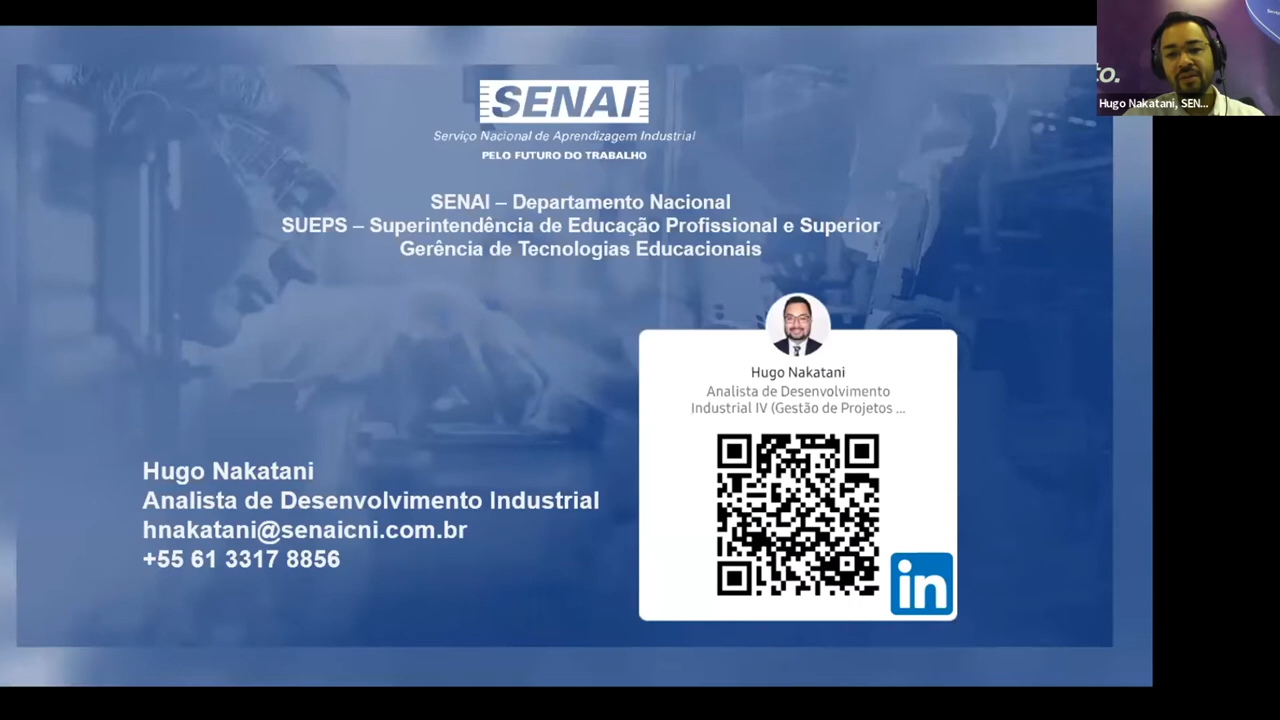 to.
Hugo Nakatani, SEN...
SENAI
Serviço Nacional de Aprendizagem Industrial
PELO FUTURO DO TRABALHO
SENAI – Departamento Nacional
SUEPS – Superintendência de Educação Profissional e Superior
Gerência de Tecnologias Educacionais
Hugo Nakatani
Analista de Desenvolvimento
Industrial IV (Gestão de Projetos ...
in
Hugo Nakatani
Analista de Desenvolvimento Industrial
hnakatani@senaicni.com.br
+55 61 3317 8856